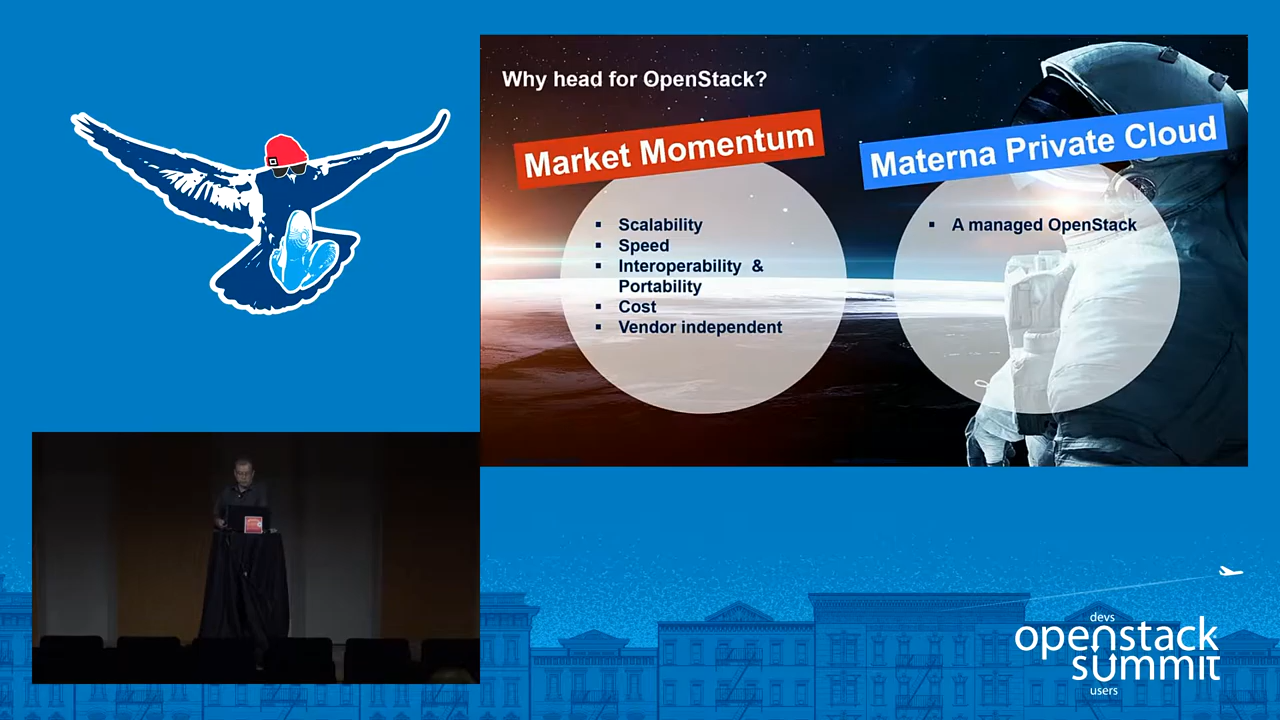 Why head for OpenStack?
Market Momentum
▪ Scalability
▪ Speed
▪ Interoperability &
Portability
▪ Cost
▪ Vendor independent
Materna Private Cloud
▪ A managed OpenStack
devs
openstack
summit
users